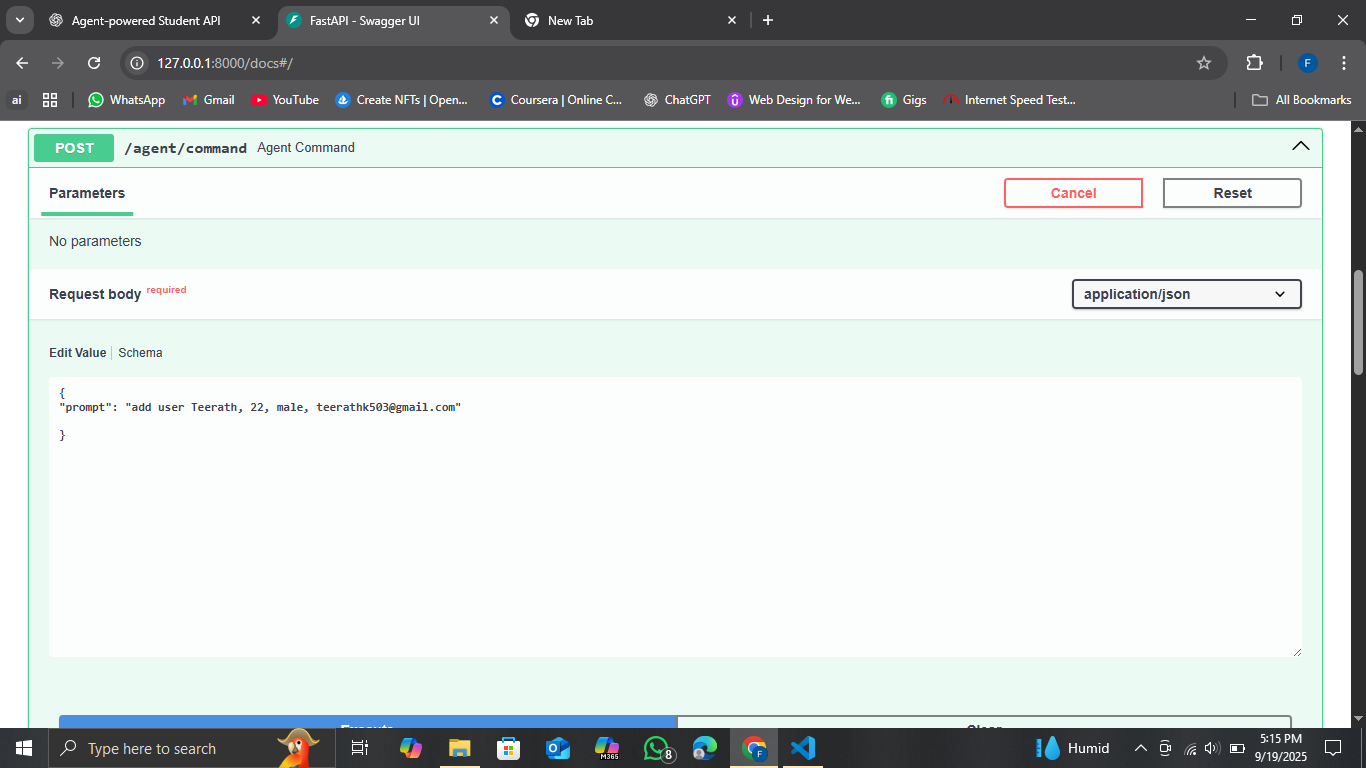 Agent-powered Student API
FastAPI - Swagger UI
New Tab
127.0.0.1:8000/docs#/
F
ai
WhatsApp
Gmail
YouTube
Create NFTs | Open...
Coursera | Online C...
ChatGPT
Web Design for We...
Gigs
Internet Speed Test...
All Bookmarks
POST /agent/command Agent Command
Parameters
Cancel
Reset
No parameters
Request body required
application/json
Edit Value | Schema
{
"prompt": "add user Teerath, 22, male, teerathk503@gmail.com"
}
Execute
Clear
Type here to search
M365
8
F
Humid
5:15 PM
9/19/2025